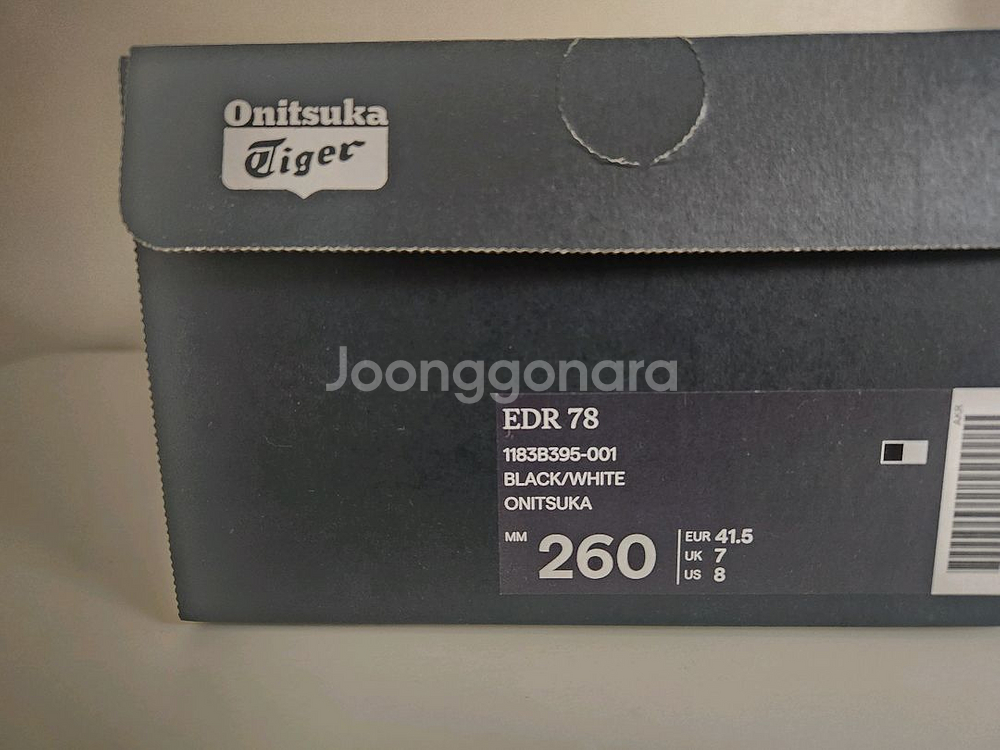 Onitsuka
Tiger
Joonggonara
EDR 78
1183B395-001
BLACK/WHITE
ONITSUKA
MM 260
EUR 41.5
UK 7
US 8
AKR